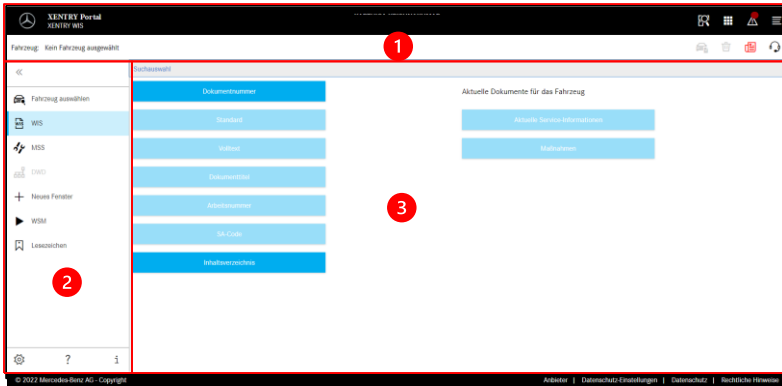 XENTRY Portal
XENTRY WIS
Fahrzeug: Kein Fahrzeug ausgewählt
1
Suchauswahl
Fahrzeug auswählen
WIS
MSS
OWD
Neues Fenster
WSM
Lesezeichen
2
? i
Dokumentnummer
Standard
Volltext
Dokumenttitel
Arbeitsnummer
SA-Code
Inhaltsverzeichnis
Aktuelle Dokumente für das Fahrzeug
Aktuelle Service-Informationen
Maßnahmen
3
© 2022 Mercedes-Benz AG - Copyright
Anbieter | Datenschutz-Einstellungen | Datenschutz | Rechtliche Hinweise